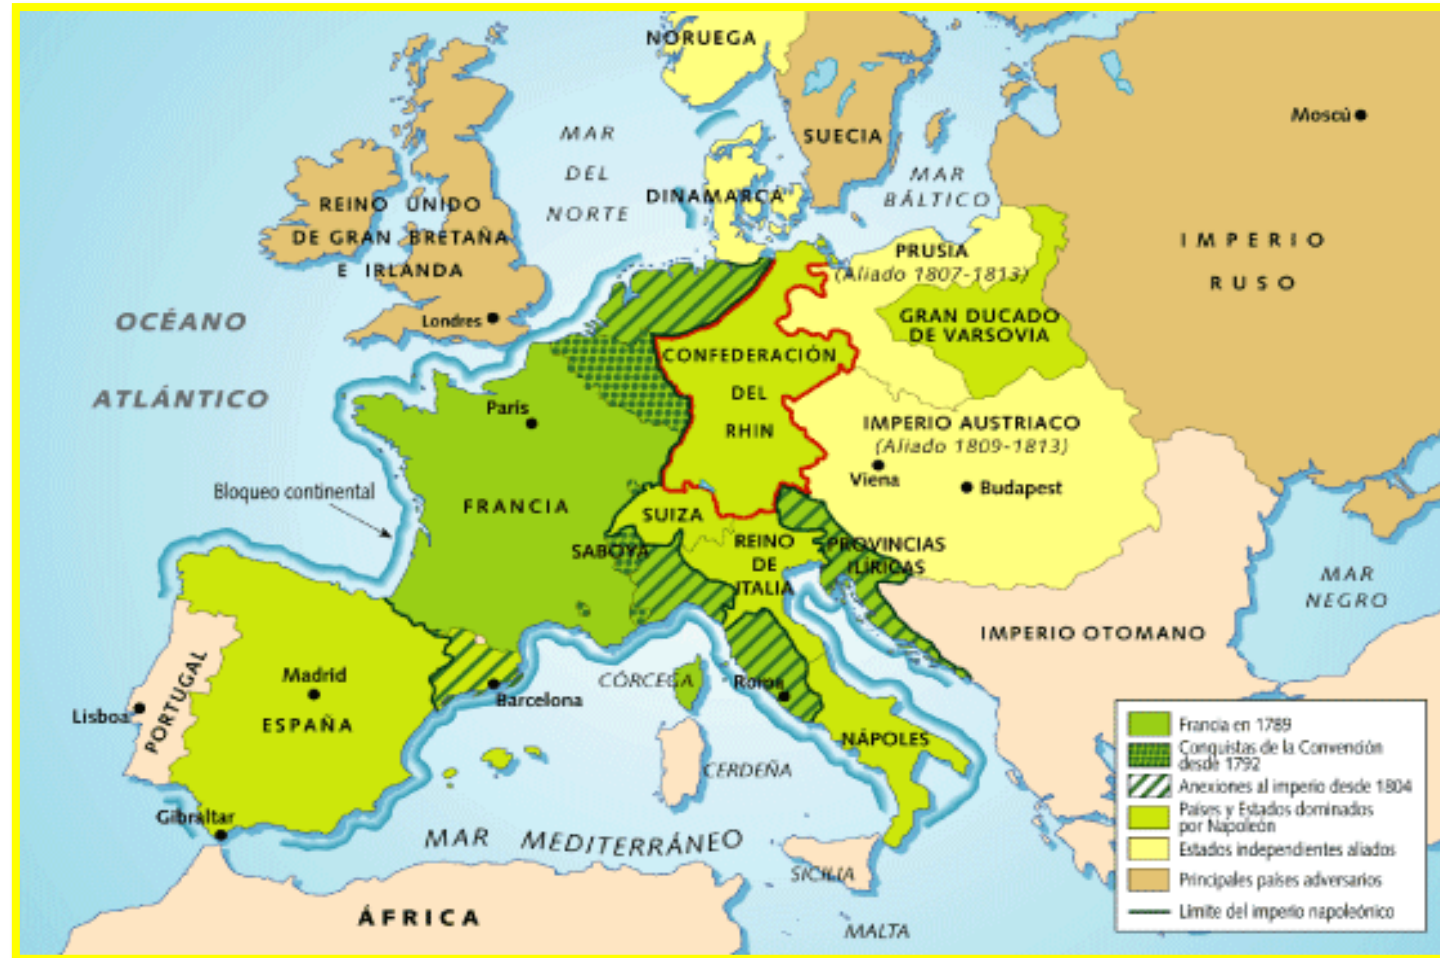 NORUEGA
MAR
DEL
NORTE
SUECIA
Moscú
MAR
BÁLTICO
DINAMARCA
REINO UNIDO
DE GRAN BRETAÑA
E IRLANDA
Londres
PRUSIA
(Aliado 1807-1813)
IMPERIO
RUSO
OCÉANO
ATLÁNTICO
GRAN DUCADO
DE VARSOVIA
CONFEDERACIÓN
DEL
RHIN
París
IMPERIO AUSTRIACO
(Aliado 1809-1813)
Viena
Budapest
Bloqueo continental
FRANCIA
SUIZA
SABOYA
REINO
DE
ITALIA
PROVINCIAS
ILÍRICAS
MAR
NEGRO
IMPERIO OTOMANO
PORTUGAL
Madrid
ESPAÑA
Lisboa
Barcelona
CÓRCEGA
Roma
NÁPOLES
CERDEÑA
Gibraltar
MAR MEDITERRÁNEO
SICILIA
MALTA
ÁFRICA
Francia en 1789
Conquistas de la Convención
desde 1792
Anexiones al imperio desde 1804
Países y Estados dominados
por Napoleón
Estados independientes aliados
Principales países adversarios
Límite del imperio napoleónico